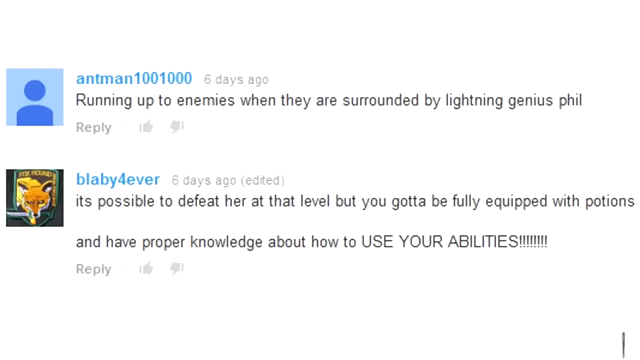 antman1001000 6 days ago
Running up to enemies when they are surrounded by lightning genius phil
Reply
FOX HOUND
blaby4ever 6 days ago (edited)
its possible to defeat her at that level but you gotta be fully equipped with potions
and have proper knowledge about how to USE YOUR ABILITIES!!!!!!!!
Reply